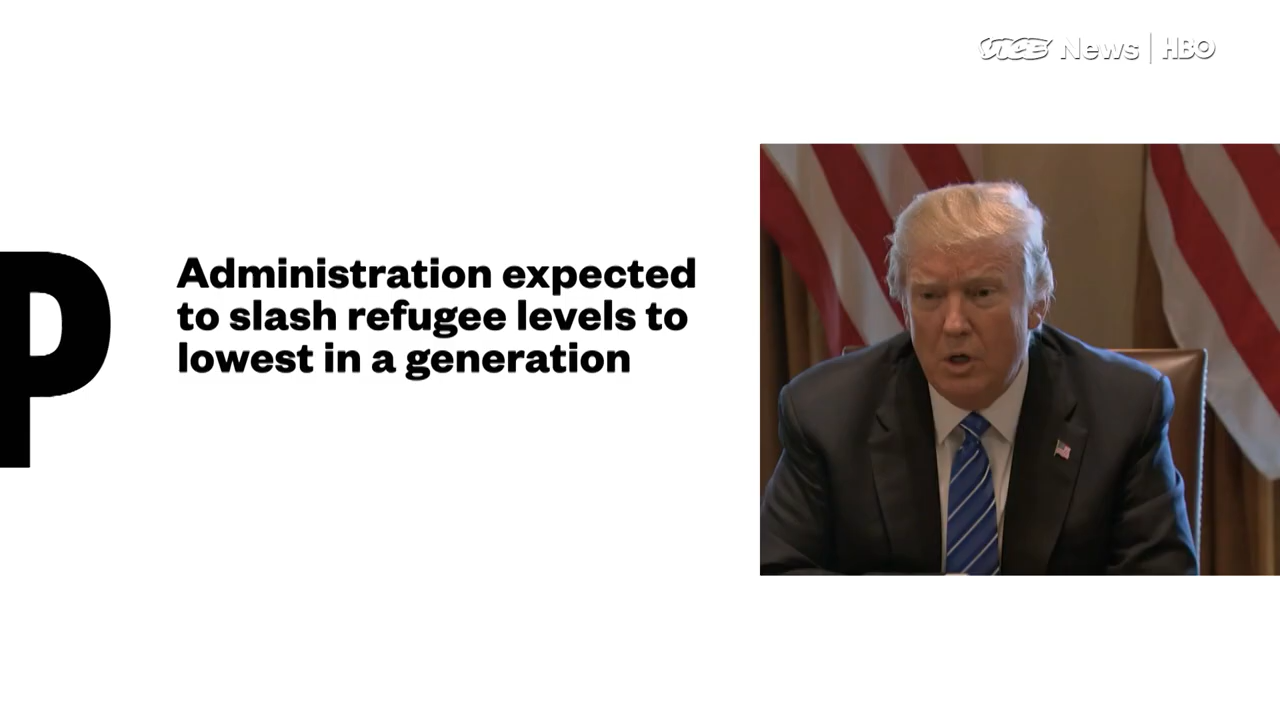 VICE News | HBO
P
Administration expected
to slash refugee levels to
lowest in a generation